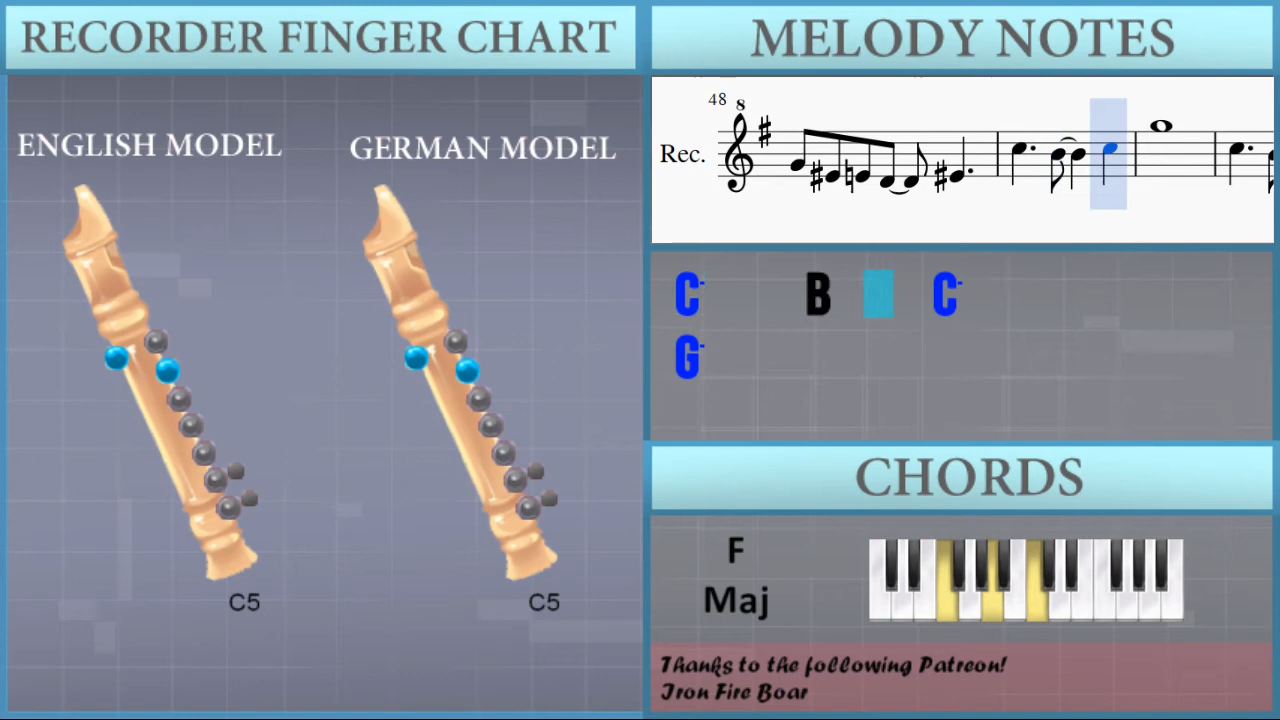 RECORDER FINGER CHART
ENGLISH MODEL
GERMAN MODEL
C5
C5
MELODY NOTES
48
8
Rec.
C- B C-
G-
CHORDS
F
Maj
Thanks to the following Patreon!
Iron Fire Boar